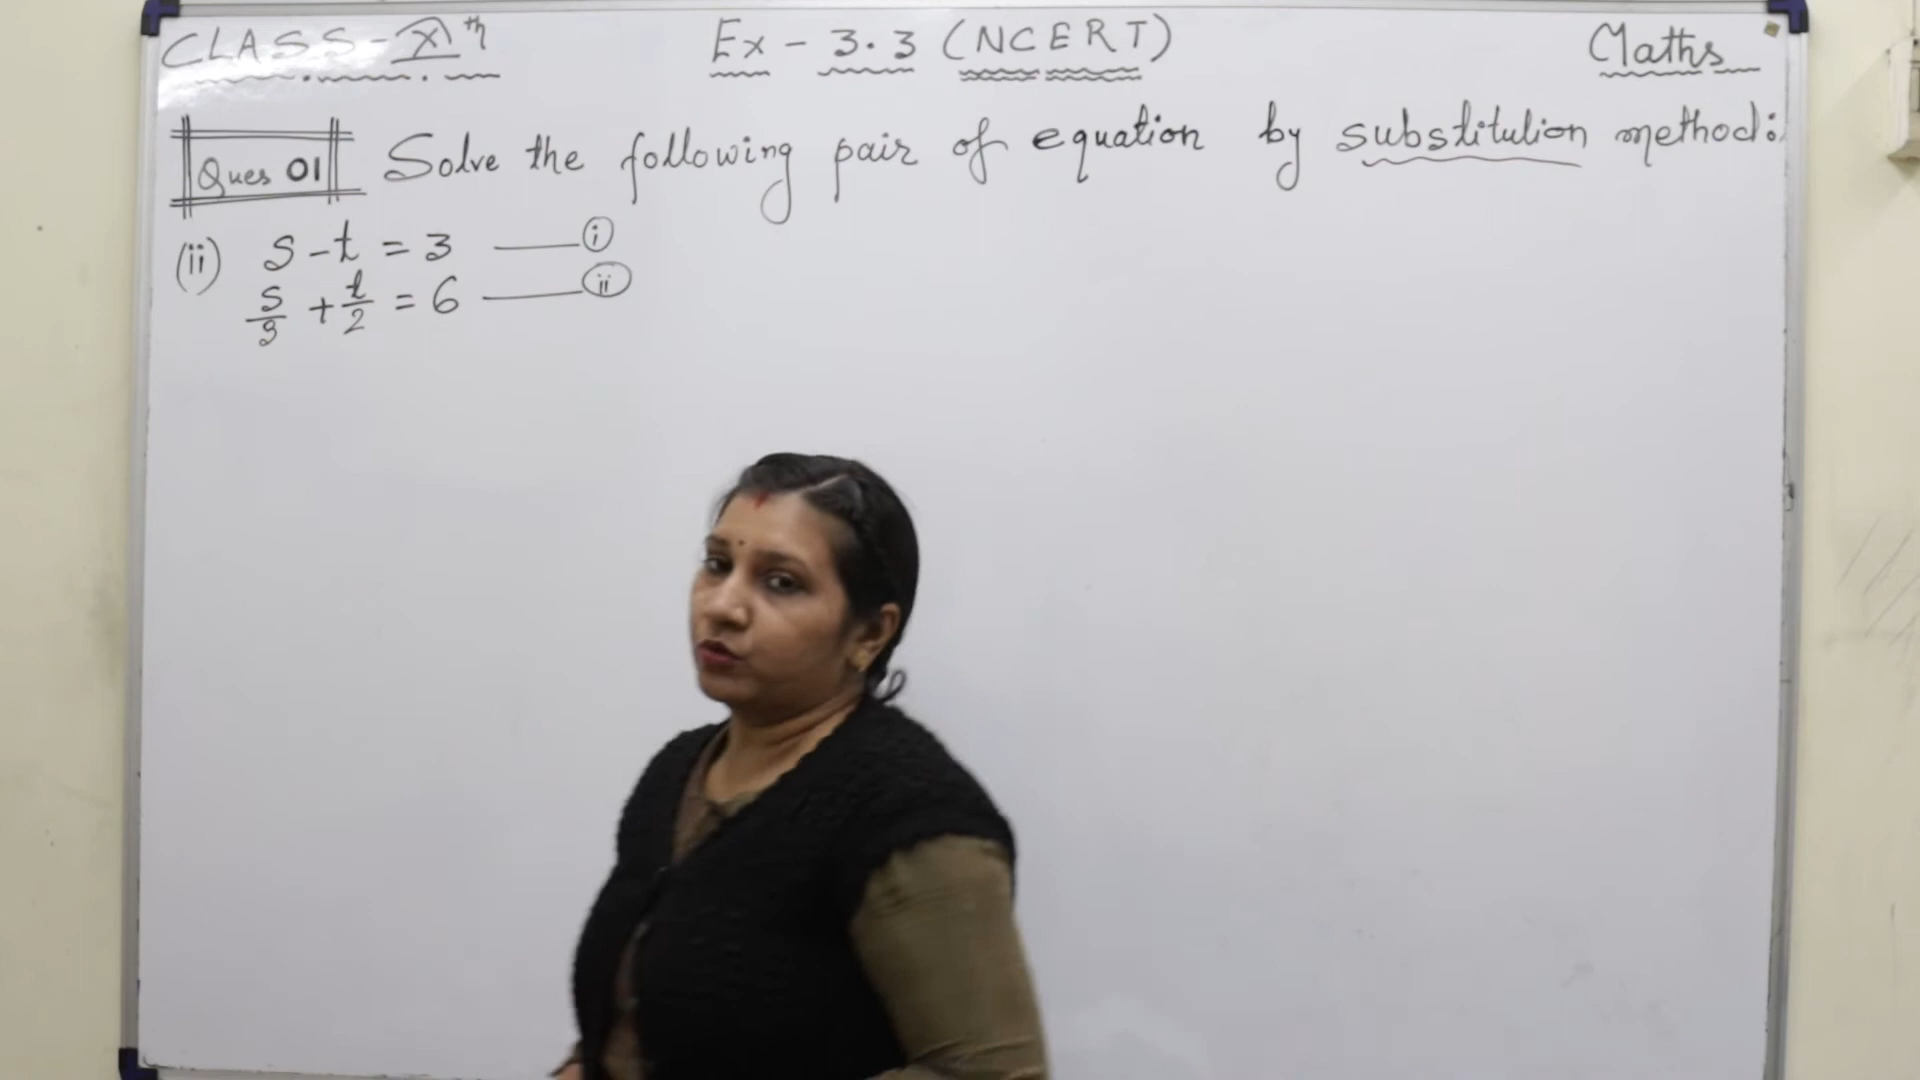 CLASS-Xth Ex-3.3 (NCERT) Maths
Ques 01 Solve the following pair of equation by substitution method:
(ii) s-t=3 (i)
s/3 + t/2 = 6 (ii)